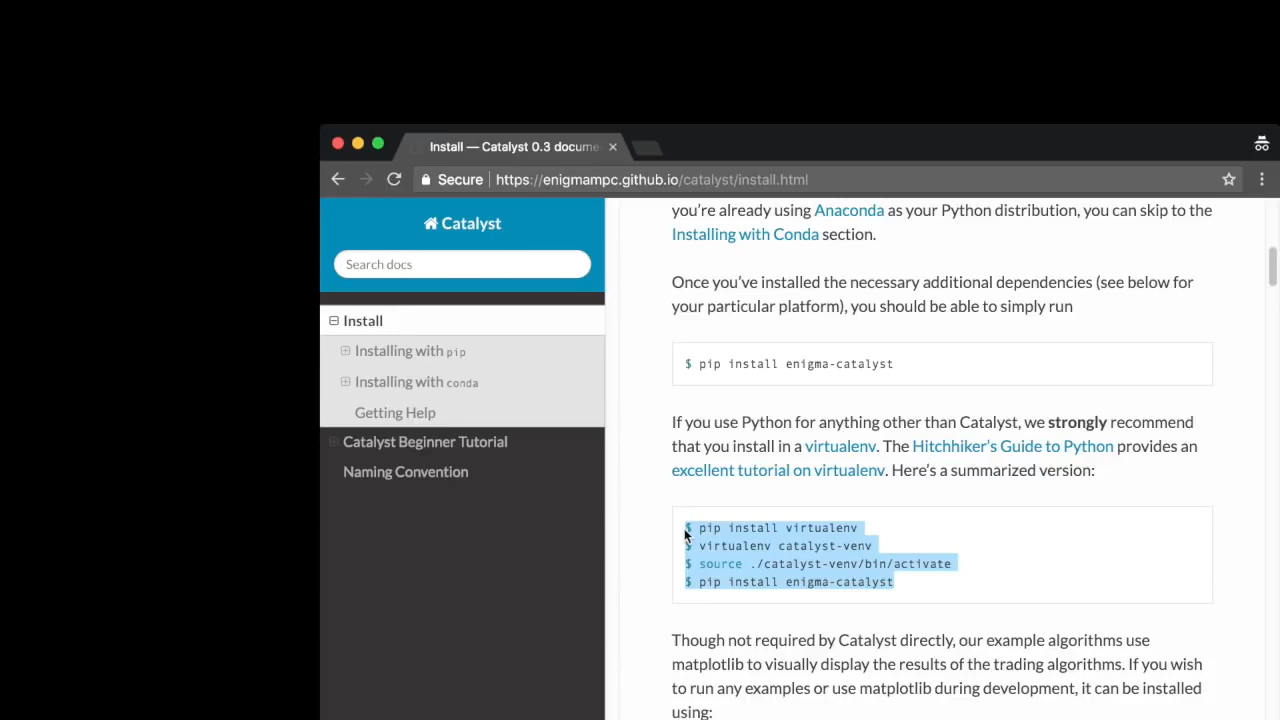 Install — Catalyst 0.3 docume
Secure https://enigmampc.github.io/catalyst/install.html
Catalyst
Search docs
Install
Installing with pip
Installing with conda
Getting Help
Catalyst Beginner Tutorial
Naming Convention
you’re already using Anaconda as your Python distribution, you can skip to the
Installing with Conda section.
Once you’ve installed the necessary additional dependencies (see below for
your particular platform), you should be able to simply run
$ pip install enigma-catalyst
If you use Python for anything other than Catalyst, we strongly recommend
that you install in a virtualenv. The Hitchhiker’s Guide to Python provides an
excellent tutorial on virtualenv. Here’s a summarized version:
$ pip install virtualenv
$ virtualenv catalyst-venv
$ source ./catalyst-venv/bin/activate
$ pip install enigma-catalyst
Though not required by Catalyst directly, our example algorithms use
matplotlib to visually display the results of the trading algorithms. If you wish
to run any examples or use matplotlib during development, it can be installed
using: